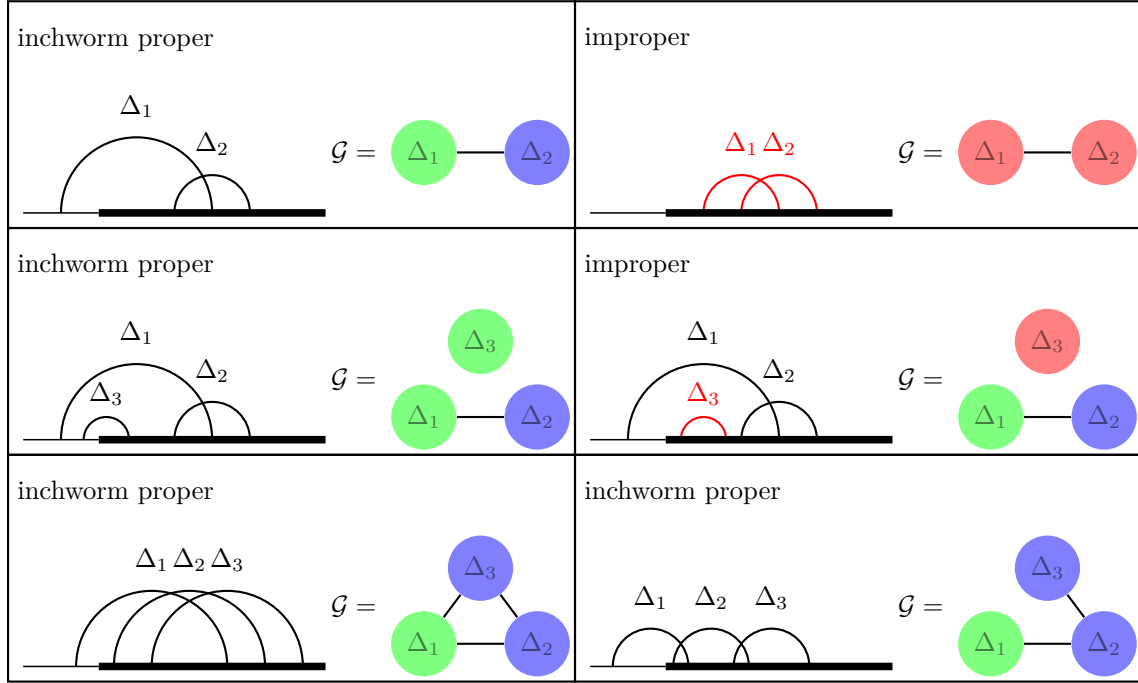 inchworm proper
Δ₁
Δ₂
𝒢 =
Δ₁
Δ₂
improper
Δ₁ Δ₂
𝒢 =
Δ₁
Δ₂
inchworm proper
Δ₁
Δ₂
Δ₃
𝒢 =
Δ₃
Δ₁
Δ₂
improper
Δ₁
Δ₂
Δ₃
𝒢 =
Δ₃
Δ₁
Δ₂
inchworm proper
Δ₁ Δ₂ Δ₃
𝒢 =
Δ₃
Δ₁
Δ₂
inchworm proper
Δ₁ Δ₂ Δ₃
𝒢 =
Δ₃
Δ₁
Δ₂